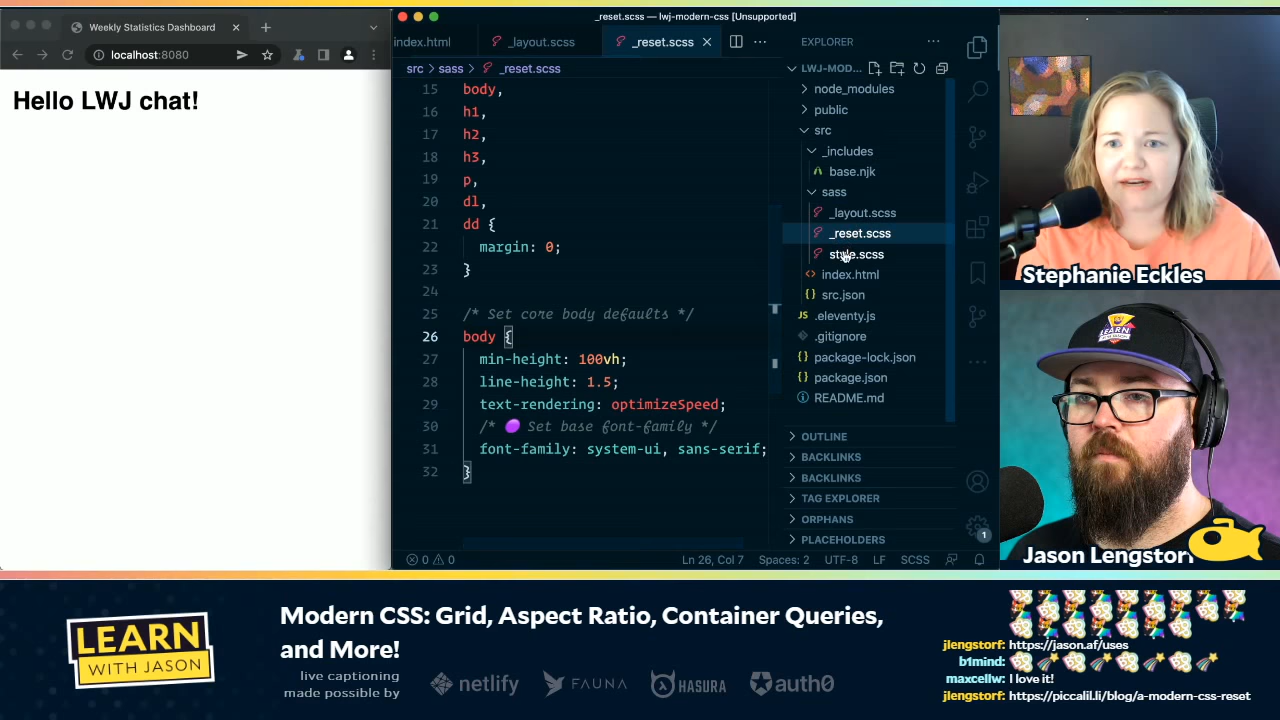 Weekly Statistics Dashboard
localhost:8080
Hello LWJ chat!
_reset.scss — lwj-modern-css [Unsupported]
index.html
_layout.scss
_reset.scss
src > sass > _reset.scss
15 body,
16 h1,
17 h2,
18 h3,
19 p,
20 dl,
21 dd {
22 margin: 0;
23 }
24
25 /* Set core body defaults */
26 body {
27 min-height: 100vh;
28 line-height: 1.5;
29 text-rendering: optimizeSpeed;
30 /* 🟣 Set base font-family */
31 font-family: system-ui, sans-serif;
32 }
EXPLORER
LWJ-MOD...
node_modules
public
src
_includes
base.njk
sass
_layout.scss
_reset.scss
style.scss
index.html
src.json
.eleventy.js
.gitignore
package-lock.json
package.json
README.md
OUTLINE
BACKLINKS
BACKLINKS
TAG EXPLORER
ORPHANS
PLACEHOLDERS
1
0 0
Ln 26, Col 7 Spaces: 2 UTF-8 LF SCSS
Stephanie Eckles
LEARN
Jason Lengstorf
LEARN
WITH JASON
Modern CSS: Grid, Aspect Ratio, Container Queries,
and More!
live captioning
made possible by
netlify
FAUNA
HASURA
auth0
jlengstorf: https://jason.af/uses
b1mind:
maxcellw: I love it!
jlengstorf: https://piccalil.li/blog/a-modern-css-reset